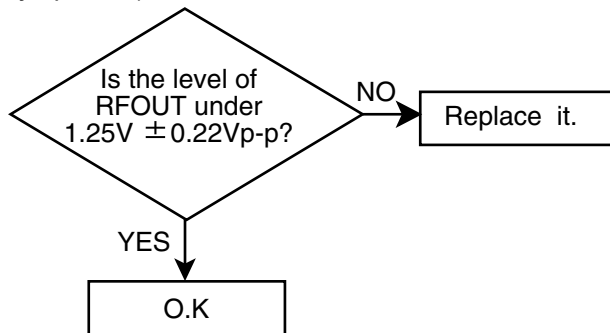 Is the level of
RFOUT under
1.25V ±0.22Vp-p?
NO
Replace it.
YES
O.K